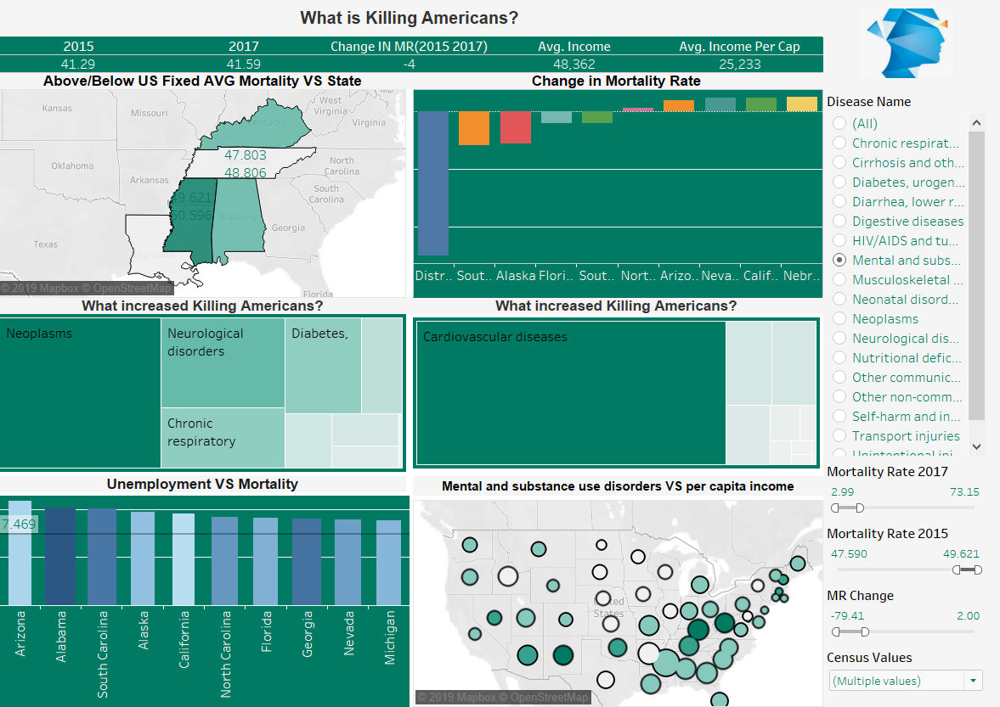 What is Killing Americans?
2015 2017 Change IN MR(2015 2017) Avg. Income Avg. Income Per Cap
41.29 41.59 -4 48,362 25,233
Above/Below US Fixed AVG Mortality VS State
Kansas
Missouri
West
Virginia
Virginia
Kentucky
Oklahoma
Arkansas
47.803
48.806
North
Carolina
South
Carolina
49.621
50.596
Alabama
Georgia
Texas
Florida
© 2019 Mapbox © OpenStreetMap
Change in Mortality Rate
Distr.. Sout.. Alaska Flori.. Sout.. Nort.. Arizo.. Neva.. Calif.. Nebr..
What increased Killing Americans?
Neoplasms
Neurological
disorders
Diabetes,
Chronic
respiratory
What increased Killing Americans?
Cardiovascular diseases
Unemployment VS Mortality
7.469
Arizona
Alabama
South Carolina
Alaska
California
North Carolina
Florida
Georgia
Nevada
Michigan
Mental and substance use disorders VS per capita income
United
States
© 2019 Mapbox © OpenStreetMap
Disease Name
(All)
Chronic respirat...
Cirrhosis and oth...
Diabetes, urogen...
Diarrhea, lower r...
Digestive diseases
HIV/AIDS and tu...
Mental and subs...
Musculoskeletal ...
Neonatal disord...
Neoplasms
Neurological dis...
Nutritional defic...
Other communic...
Other non-comm...
Self-harm and in...
Transport injuries
Unintentional inj...
Mortality Rate 2017
2.99 73.15
Mortality Rate 2015
47.590 49.621
MR Change
-79.41 2.00
Census Values
(Multiple values)